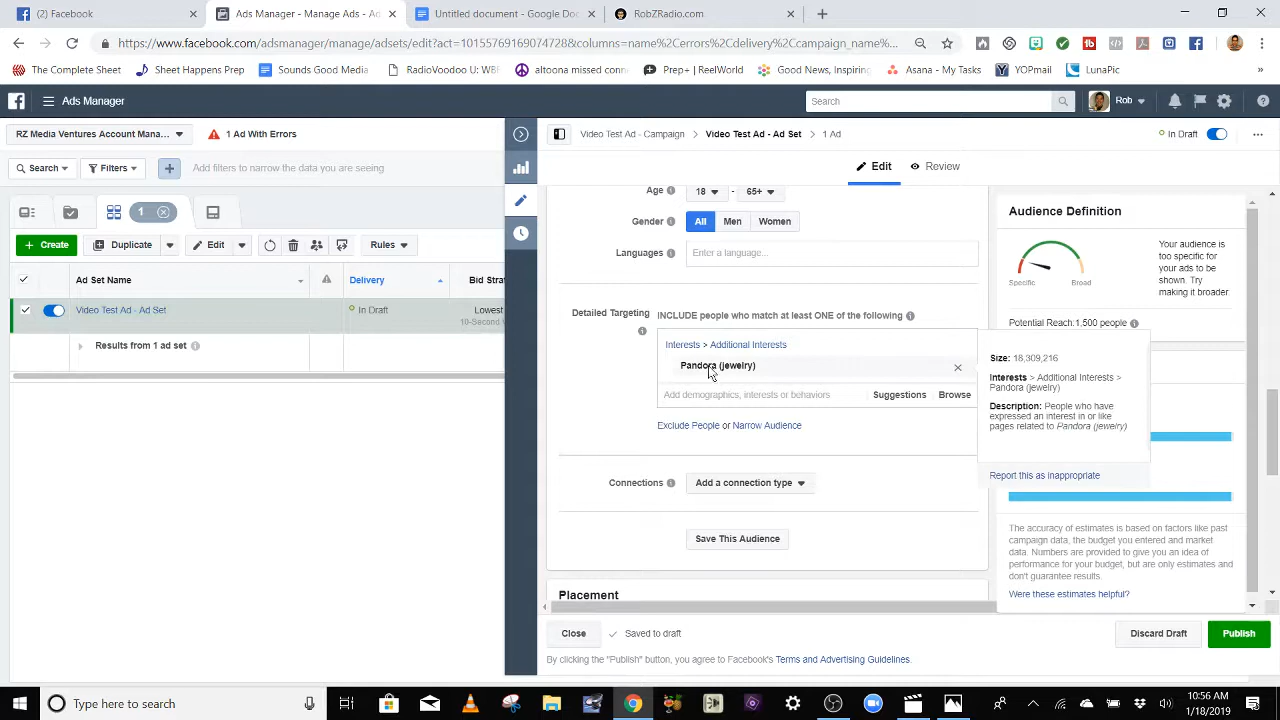 (2) Facebook
Ads Manager - Manage Ads - Ad
Untitled document - Google Doc
RobZRadio.com
https://www.facebook.com/adsmanager/manage/adsets/edit?act=10155769169074728&columns=name%2Cerrors%2Cdelivery%2Ccampaign_name%...
The Complete Sheet
Sheet Happens Prep
Sounds Good Media
RadioVoodoo U: WBF
altoona missed conn
Prep+ | ReelWorld
Good News, Inspiring
Asana - My Tasks
YOPmail
LunaPic
»
Ads Manager
Search
Rob
RZ Media Ventures Account Mana...
1 Ad With Errors
Video Test Ad - Campaign > Video Test Ad - Ad Set > 1 Ad
In Draft
Search
Filters
Add filters to narrow the data you are seeing
Edit
Review
1
Create
Duplicate
Edit
Rules
Ad Set Name
Delivery
Bid Stra
Video Test Ad - Ad Set
In Draft
Lowest
10-Second V
Results from 1 ad set
Age
18 - 65+
Gender
All Men Women
Languages
Enter a language...
Detailed Targeting
INCLUDE people who match at least ONE of the following
Interests > Additional Interests
Pandora (jewelry)
Add demographics, interests or behaviors
Suggestions
Browse
Exclude People or Narrow Audience
Connections
Add a connection type
Save This Audience
Placement
Audience Definition
Specific
Broad
Your audience is
too specific for
your ads to be
shown. Try
making it broader.
Potential Reach:1,500 people
Size: 18,309,216
Interests > Additional Interests >
Pandora (jewelry)
Description: People who have
expressed an interest in or like
pages related to Pandora (jewelry)
Report this as inappropriate
The accuracy of estimates is based on factors like past
campaign data, the budget you entered and market
data. Numbers are provided to give you an idea of
performance for your budget, but are only estimates and
don't guarantee results.
Were these estimates helpful?
Close
Saved to draft
Discard Draft
Publish
By clicking the "Publish" button, you agree to Facebook's Terms and Advertising Guidelines.
Type here to search
10:56 AM
1/18/2019